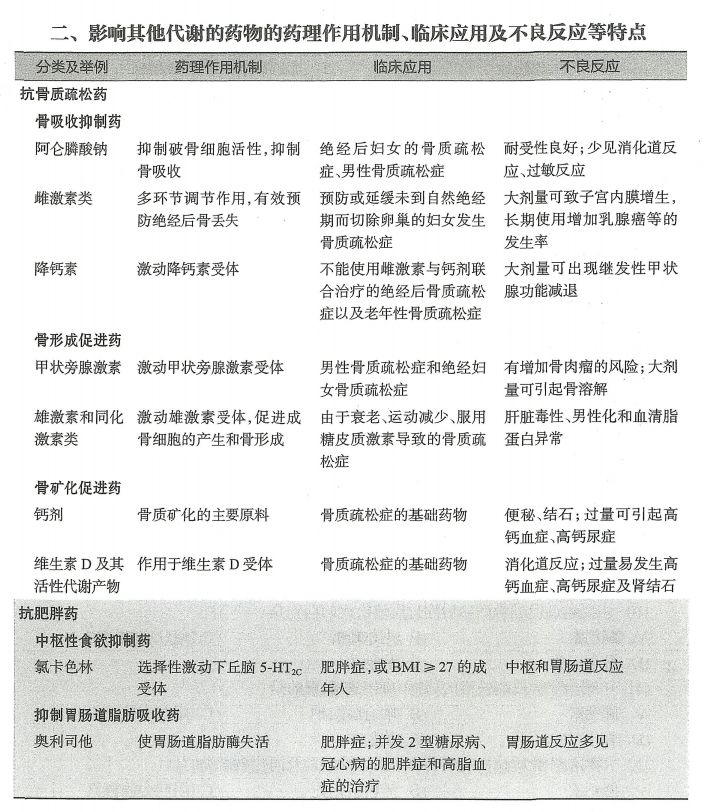 二、影响其他代谢的药物的药理作用机制、临床应用及不良反应等特点
分类及举例 药理作用机制 临床应用 不良反应
抗骨质疏松药
骨吸收抑制药
阿仑膦酸钠 抑制破骨细胞活性，抑制 绝经后妇女的骨质疏松 耐受性良好；少见消化道反
骨吸收 症、男性骨质疏松症 应、过敏反应
雌激素类 多环节调节作用，有效预 预防或延缓未到自然绝经 大剂量可致子宫内膜增生，
防绝经后骨丢失 期而切除卵巢的妇女发生 长期使用增加乳腺癌等的
骨质疏松症 发生率
降钙素 激动降钙素受体 不能使用雌激素与钙剂联 大剂量可出现继发性甲状
合治疗的绝经后骨质疏松 腺功能减退
症以及老年性骨质疏松症
骨形成促进药
甲状旁腺激素 激动甲状旁腺激素受体 男性骨质疏松症和绝经妇 有增加骨肉瘤的风险；大剂
女骨质疏松症 量可引起骨溶解
雄激素和同化 激动雄激素受体，促进成 由于衰老、运动减少、服用 肝脏毒性、男性化和血清脂
激素类 骨细胞的产生和骨形成 糖皮质激素导致的骨质疏 蛋白异常
松症
骨矿化促进药
钙剂 骨质矿化的主要原料 骨质疏松症的基础药物 便秘、结石；过量可引起高
钙血症、高钙尿症
维生素 D 及其 作用于维生素 D 受体 骨质疏松症的基础药物 消化道反应；过量易发生高
活性代谢产物 钙血症、高钙尿症及肾结石
抗肥胖药
中枢性食欲抑制药
氯卡色林 选择性激动下丘脑 5-HT2C 肥胖症，或 BMI ≥ 27 的成 中枢和胃肠道反应
受体 年人
抑制胃肠道脂肪吸收药
奥利司他 使胃肠道脂肪酶失活 肥胖症；并发 2 型糖尿病、 胃肠道反应多见
冠心病的肥胖症和高脂血
症的治疗